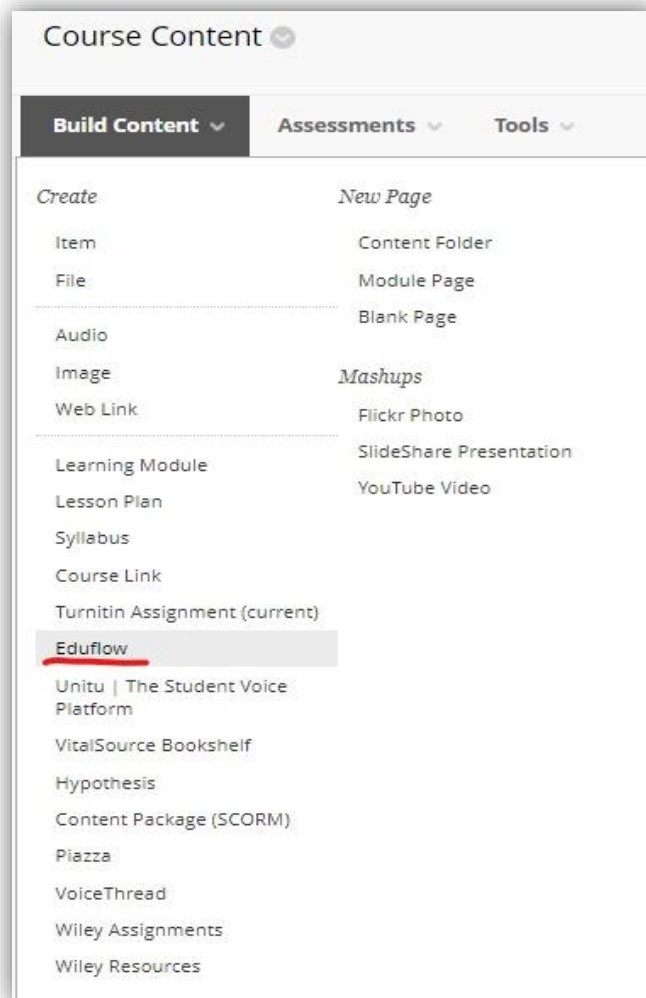 Course Content
Build Content
Assessments
Tools
Create
Item
File
Audio
Image
Web Link
Learning Module
Lesson Plan
Syllabus
Course Link
Turnitin Assignment (current)
Eduflow
Unitu | The Student Voice
Platform
VitalSource Bookshelf
Hypothesis
Content Package (SCORM)
Piazza
VoiceThread
Wiley Assignments
Wiley Resources
New Page
Content Folder
Module Page
Blank Page
Mashups
Flickr Photo
SlideShare Presentation
YouTube Video